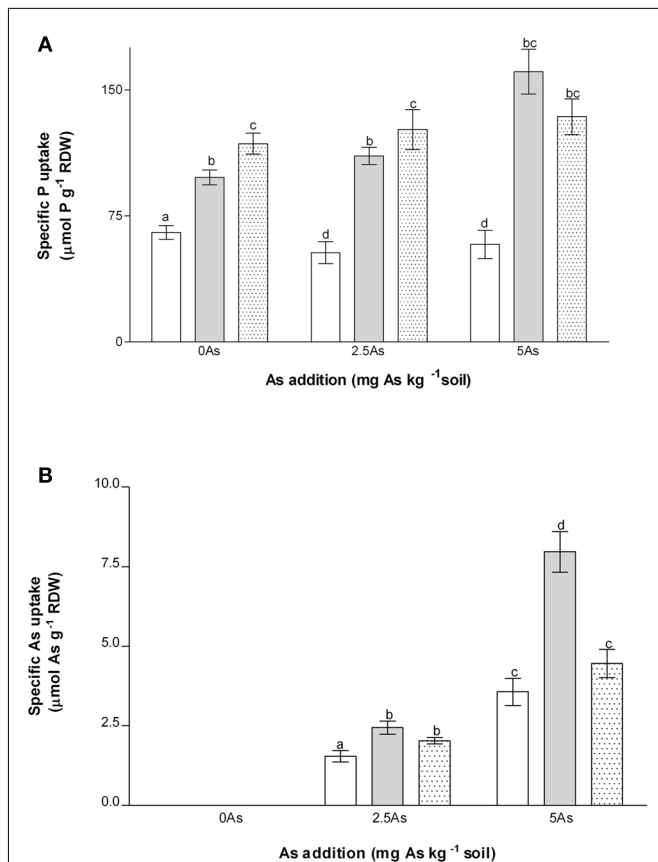 A
Specific P uptake
(μmol P g⁻¹ RDW)
150
75
0
a
b
c
d
b
c
d
bc
bc
0As
2.5As
5As
As addition (mg As kg ⁻¹ soil)
B
Specific As uptake
(μmol As g⁻¹ RDW)
10.0
7.5
5.0
2.5
0.0
a
b
b
c
d
c
0As
2.5As
5As
As addition (mg As kg ⁻¹ soil)